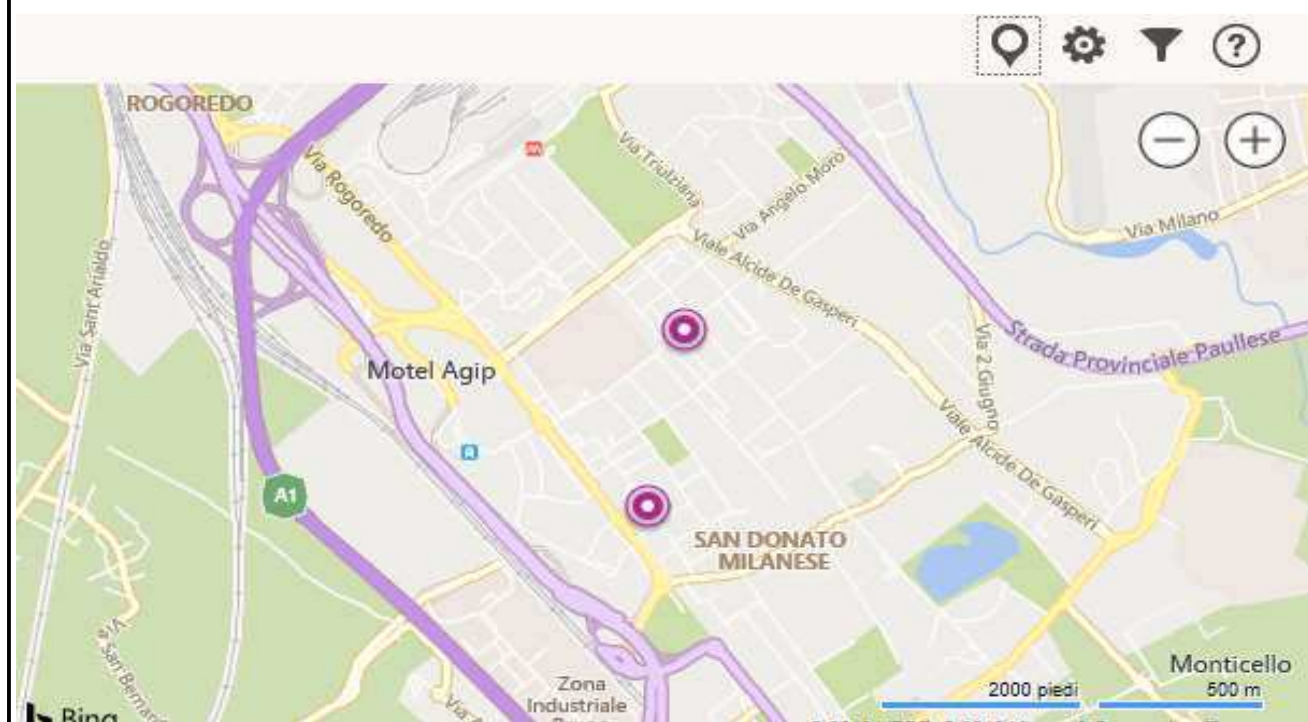 ROGOREDO
Via Rogoredo
Via Triulziana
Via Angelo Moro
Via Milano
Viale Alcide De Gasperi
Via Sant'Arialdo
Strada Provinciale Paullese
Via 2 Giugno
Motel Agip
Viale Alcide De Gasperi
A1
SAN DONATO
MILANESE
Via San Bernardo
Monticello
Zona
Industriale
2000 piedi
500 m
Bing